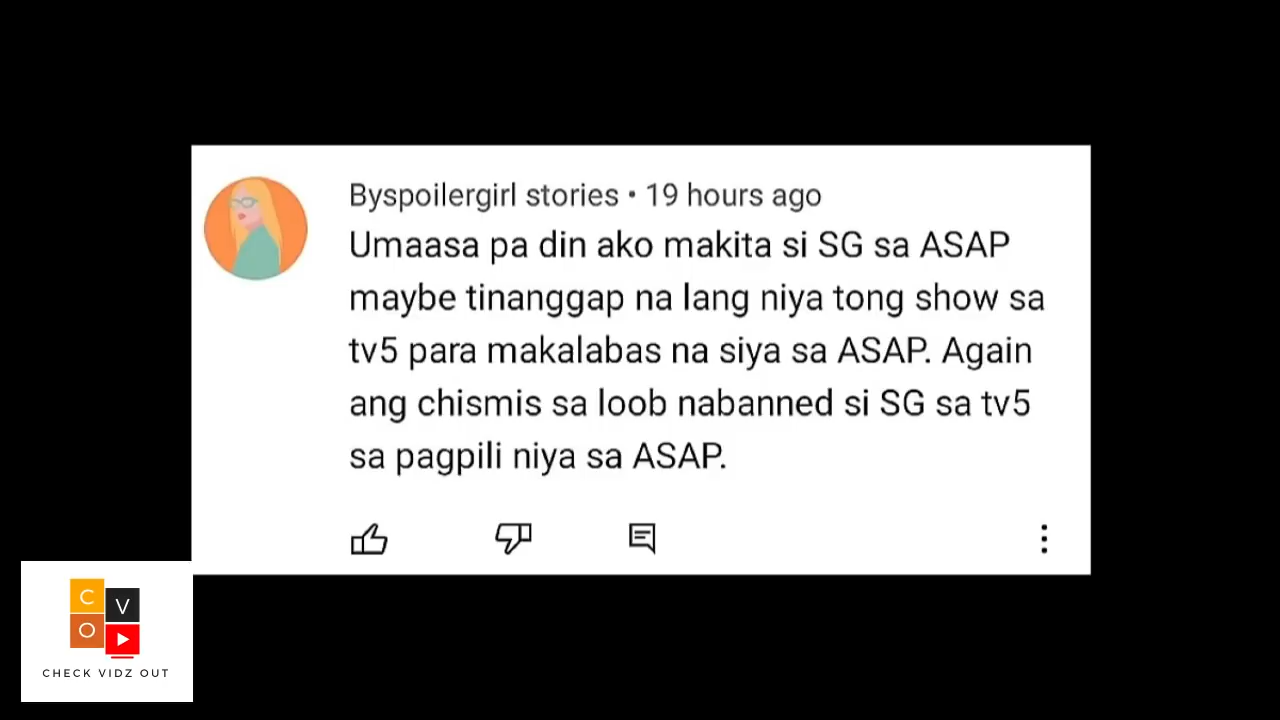 Byspoilergirl stories • 19 hours ago
Umaasa pa din ako makita si SG sa ASAP
maybe tinanggap na lang niya tong show sa
tv5 para makalabas na siya sa ASAP. Again
ang chismis sa loob nabanned si SG sa tv5
sa pagpili niya sa ASAP.
C V
O
CHECK VIDZ OUT